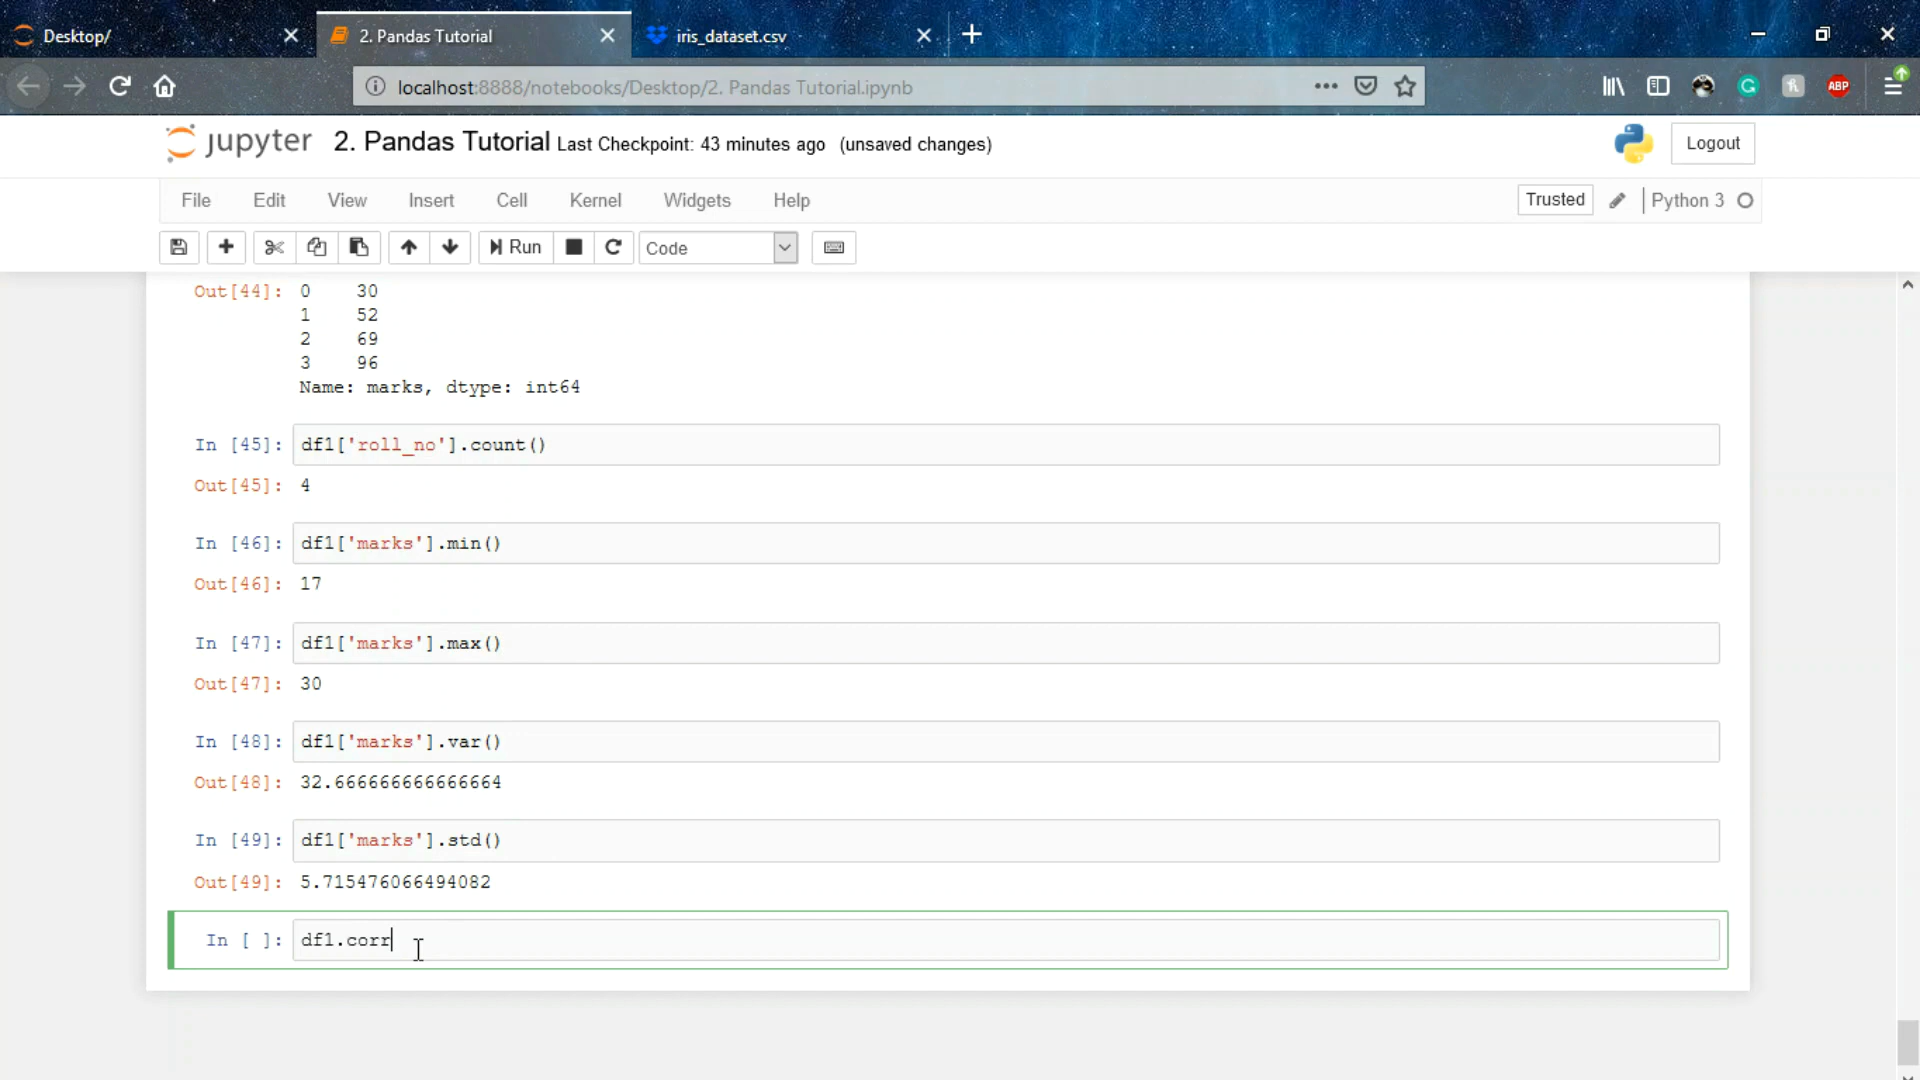 Desktop/
2. Pandas Tutorial
iris_dataset.csv
localhost:8888/notebooks/Desktop/2. Pandas Tutorial.ipynb
ABP
jupyter 2. Pandas Tutorial Last Checkpoint: 43 minutes ago (unsaved changes)
Logout
File Edit View Insert Cell Kernel Widgets Help
Trusted Python 3
Run Code
Out[44]: 0 30
1 52
2 69
3 96
Name: marks, dtype: int64
In [45]: df1['roll_no'].count()
Out[45]: 4
In [46]: df1['marks'].min()
Out[46]: 17
In [47]: df1['marks'].max()
Out[47]: 30
In [48]: df1['marks'].var()
Out[48]: 32.666666666666664
In [49]: df1['marks'].std()
Out[49]: 5.715476066494082
In [ ]: df1.corr